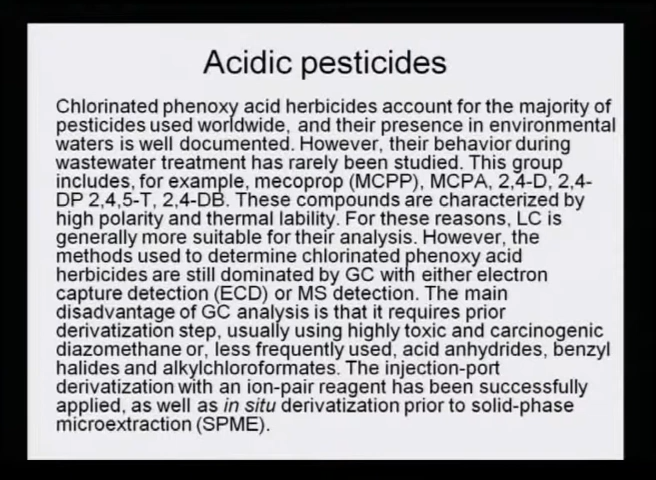 Acidic pesticides
Chlorinated phenoxy acid herbicides account for the majority of
pesticides used worldwide, and their presence in environmental
waters is well documented. However, their behavior during
wastewater treatment has rarely been studied. This group
includes, for example, mecoprop (MCPP), MCPA, 2,4-D, 2,4-
DP 2,4,5-T, 2,4-DB. These compounds are characterized by
high polarity and thermal lability. For these reasons, LC is
generally more suitable for their analysis. However, the
methods used to determine chlorinated phenoxy acid
herbicides are still dominated by GC with either electron
capture detection (ECD) or MS detection. The main
disadvantage of GC analysis is that it requires prior
derivatization step, usually using highly toxic and carcinogenic
diazomethane or, less frequently used, acid anhydrides, benzyl
halides and alkylchloroformates. The injection-port
derivatization with an ion-pair reagent has been successfully
applied, as well as in situ derivatization prior to solid-phase
microextraction (SPME).